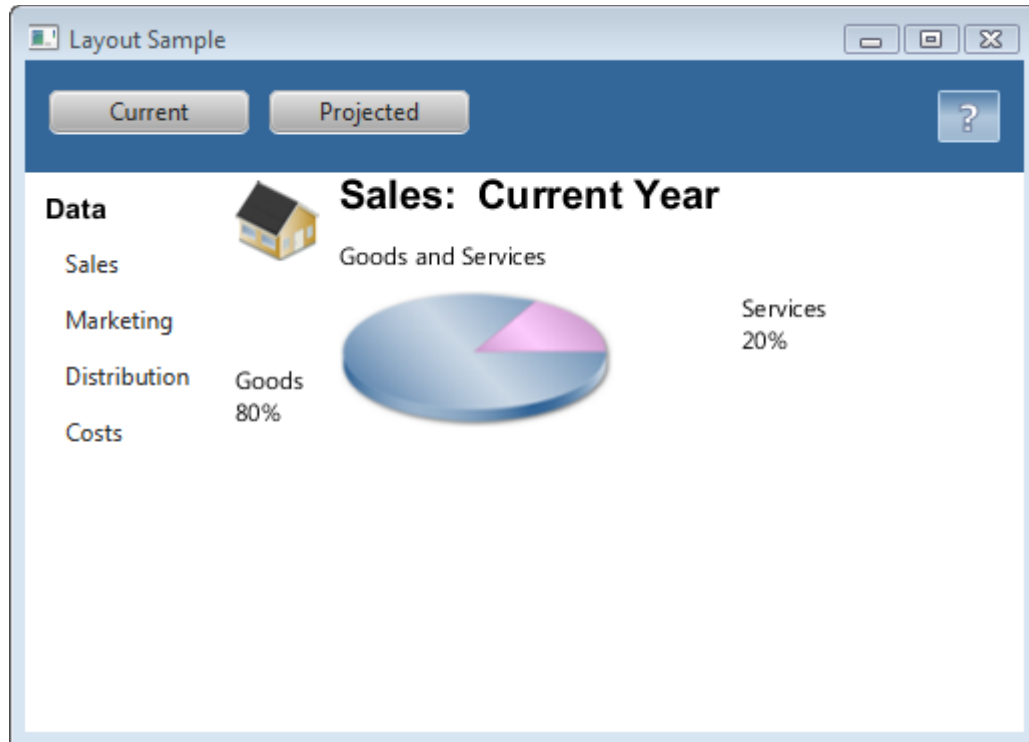 Layout Sample
Current
Projected
?
Data
Sales
Marketing
Distribution
Costs
Sales:  Current Year
Goods and Services
Goods
80%
Services
20%